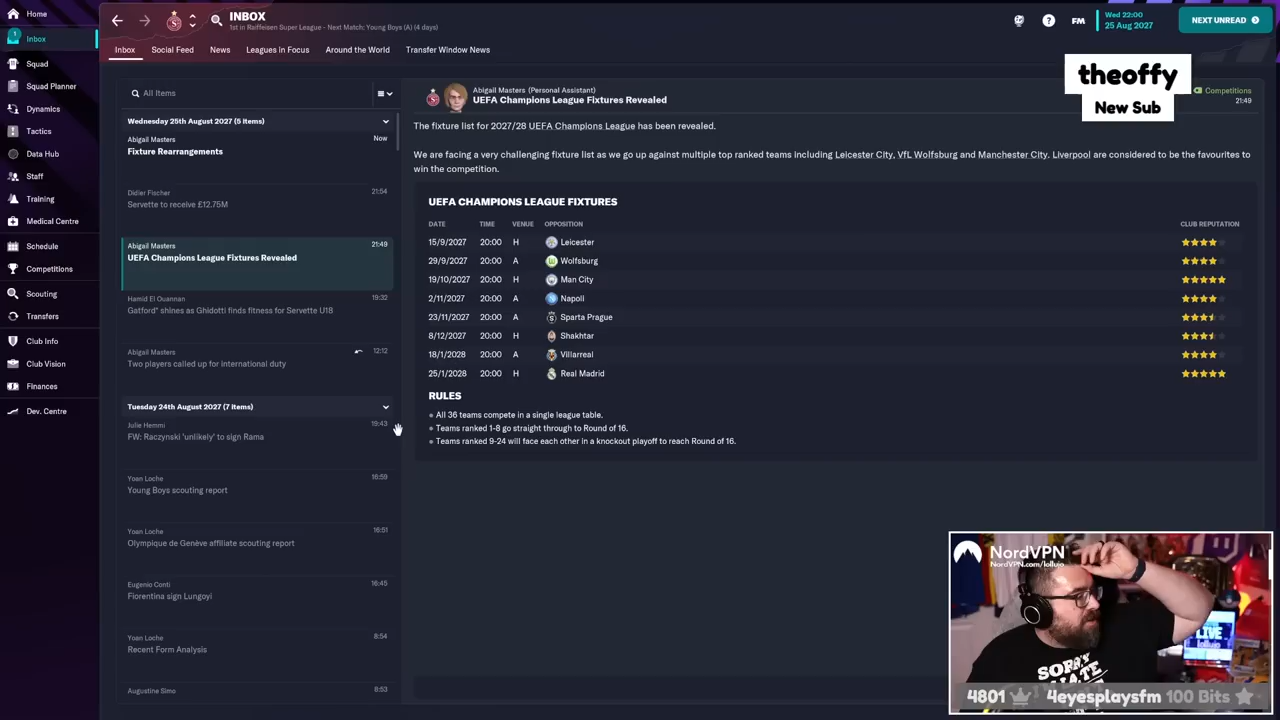 Home
Inbox
Squad
Squad Planner
Dynamics
Tactics
Data Hub
Staff
Training
Medical Centre
Schedule
Competitions
Scouting
Transfers
Club Info
Club Vision
Finances
Dev. Centre
1
INBOX
1st in Raiffeisen Super League - Next Match: Young Boys (A) (4 days)
FM
Wed 22:00
25 Aug 2027
NEXT UNREAD
Inbox Social Feed News Leagues in Focus Around the World Transfer Window News
All Items
Wednesday 25th August 2027 (5 items)
Abigail Masters Now
Fixture Rearrangements
Didier Fischer 21:54
Servette to receive £12.75M
Abigail Masters 21:49
UEFA Champions League Fixtures Revealed
Hamid El Ouannan 19:32
Gatford" shines as Ghidotti finds fitness for Servette U18
Abigail Masters 12:12
Two players called up for international duty
Tuesday 24th August 2027 (7 items)
Julie Hemmi 19:43
FW: Raczynski 'unlikely' to sign Rama
Yoan Loche 16:59
Young Boys scouting report
Yoan Loche 16:51
Olympique de Genève affiliate scouting report
Eugenio Conti 16:45
Fiorentina sign Lungoyi
Yoan Loche 8:54
Recent Form Analysis
Augustine Simo 8:53
Abigail Masters (Personal Assistant)
UEFA Champions League Fixtures Revealed
Competitions
21:49
The fixture list for 2027/28 UEFA Champions League has been revealed.
We are facing a very challenging fixture list as we go up against multiple top ranked teams including Leicester City, VfL Wolfsburg and Manchester City. Liverpool are considered to be the favourites to
win the competition.
UEFA CHAMPIONS LEAGUE FIXTURES
DATE TIME VENUE OPPOSITION CLUB REPUTATION
15/9/2027 20:00 H Leicester
29/9/2027 20:00 A Wolfsburg
19/10/2027 20:00 H Man City
2/11/2027 20:00 A Napoli
23/11/2027 20:00 A Sparta Prague
8/12/2027 20:00 H Shakhtar
18/1/2028 20:00 A Villarreal
25/1/2028 20:00 H Real Madrid
RULES
All 36 teams compete in a single league table.
Teams ranked 1-8 go straight through to Round of 16.
Teams ranked 9-24 will face each other in a knockout playoff to reach Round of 16.
theoffy
New Sub
NordVPN
NordVPN.com/lollujo
LIVE
lollujo
SORRY
4801 4eyesplaysfm 100 Bits